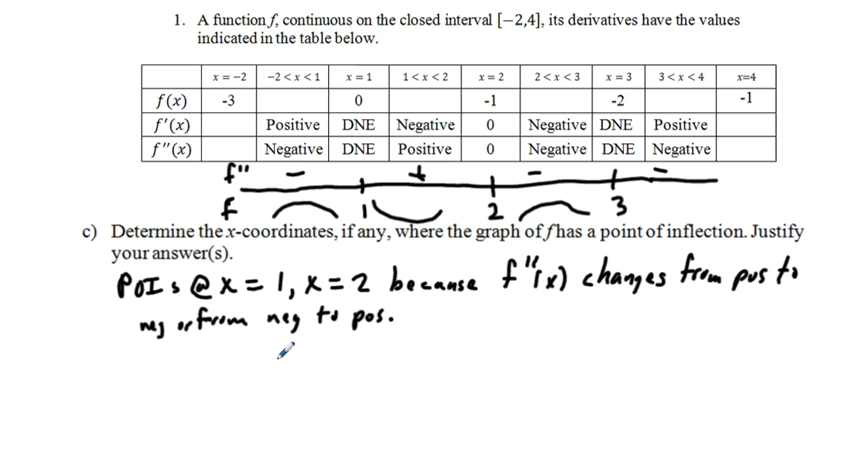 1. A function f, continuous on the closed interval [−2,4], its derivatives have the values
indicated in the table below.
x = −2 −2 < x < 1 x = 1 1 < x < 2 x = 2 2 < x < 3 x = 3 3 < x < 4 x=4
f(x) -3 0 -1 -2 -1
f'(x) Positive DNE Negative 0 Negative DNE Positive
f"(x) Negative DNE Positive 0 Negative DNE Negative
f" − + − −
f 1 2 3
c) Determine the x-coordinates, if any, where the graph of f has a point of inflection. Justify
your answer(s).
POIs @ x = 1, x = 2 because f"(x) changes from pos to
neg or from neg to pos.